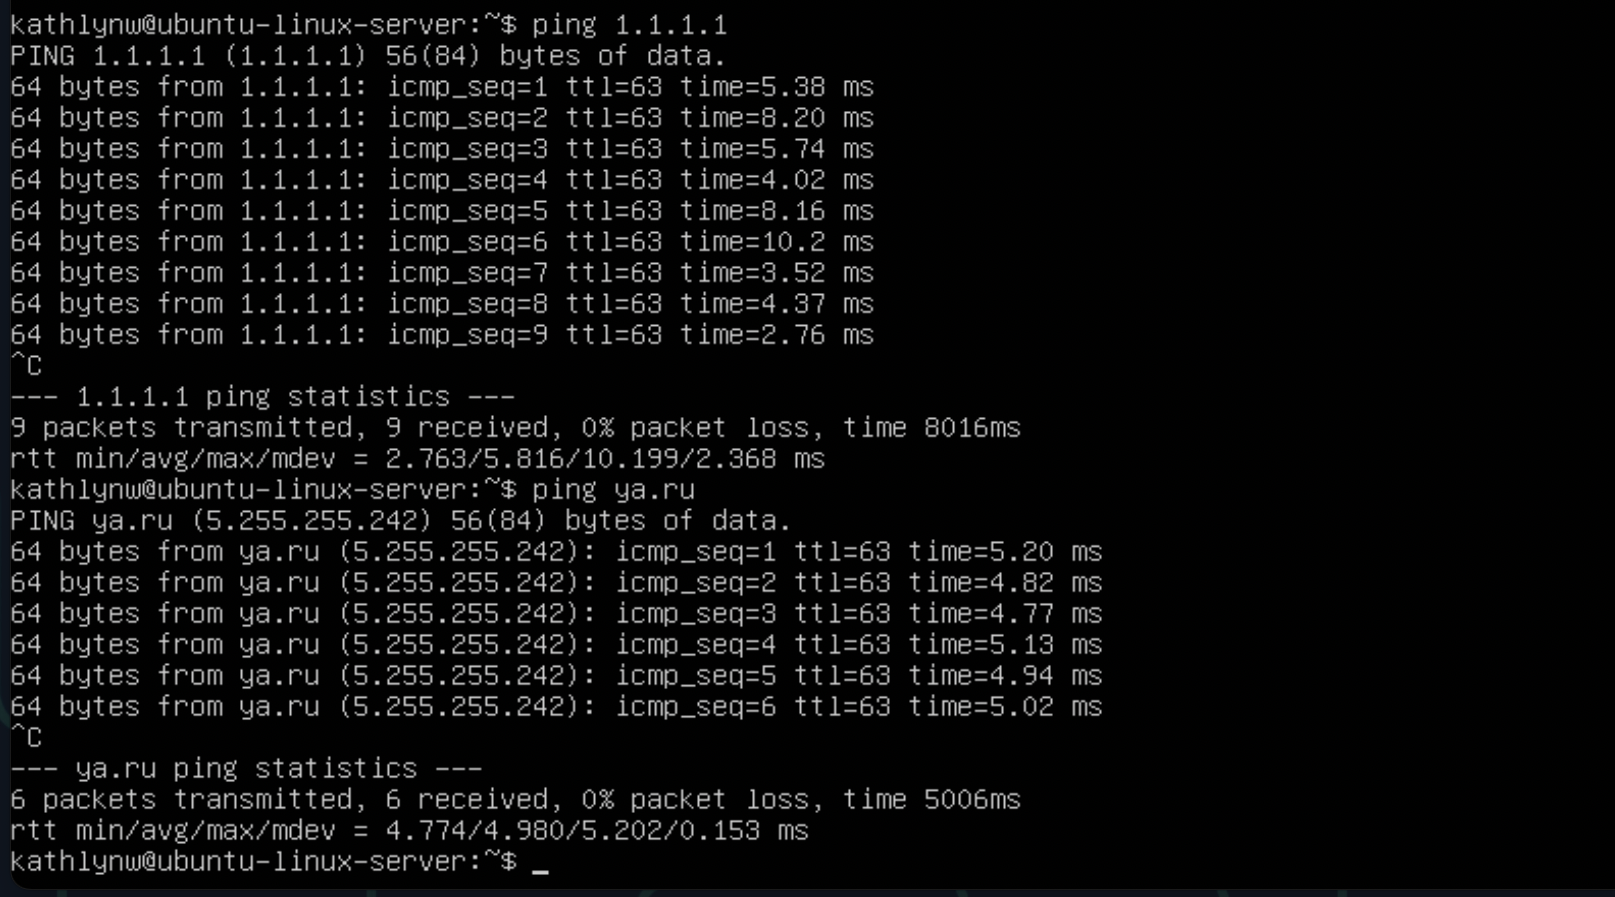 kathlynw@ubuntu-linux-server:~$ ping 1.1.1.1
PING 1.1.1.1 (1.1.1.1) 56(84) bytes of data.
64 bytes from 1.1.1.1: icmp_seq=1 ttl=63 time=5.38 ms
64 bytes from 1.1.1.1: icmp_seq=2 ttl=63 time=8.20 ms
64 bytes from 1.1.1.1: icmp_seq=3 ttl=63 time=5.74 ms
64 bytes from 1.1.1.1: icmp_seq=4 ttl=63 time=4.02 ms
64 bytes from 1.1.1.1: icmp_seq=5 ttl=63 time=8.16 ms
64 bytes from 1.1.1.1: icmp_seq=6 ttl=63 time=10.2 ms
64 bytes from 1.1.1.1: icmp_seq=7 ttl=63 time=3.52 ms
64 bytes from 1.1.1.1: icmp_seq=8 ttl=63 time=4.37 ms
64 bytes from 1.1.1.1: icmp_seq=9 ttl=63 time=2.76 ms
^C
--- 1.1.1.1 ping statistics ---
9 packets transmitted, 9 received, 0% packet loss, time 8016ms
rtt min/avg/max/mdev = 2.763/5.816/10.199/2.368 ms
kathlynw@ubuntu-linux-server:~$ ping ya.ru
PING ya.ru (5.255.255.242) 56(84) bytes of data.
64 bytes from ya.ru (5.255.255.242): icmp_seq=1 ttl=63 time=5.20 ms
64 bytes from ya.ru (5.255.255.242): icmp_seq=2 ttl=63 time=4.82 ms
64 bytes from ya.ru (5.255.255.242): icmp_seq=3 ttl=63 time=4.77 ms
64 bytes from ya.ru (5.255.255.242): icmp_seq=4 ttl=63 time=5.13 ms
64 bytes from ya.ru (5.255.255.242): icmp_seq=5 ttl=63 time=4.94 ms
64 bytes from ya.ru (5.255.255.242): icmp_seq=6 ttl=63 time=5.02 ms
^C
--- ya.ru ping statistics ---
6 packets transmitted, 6 received, 0% packet loss, time 5006ms
rtt min/avg/max/mdev = 4.774/4.980/5.202/0.153 ms
kathlynw@ubuntu-linux-server:~$ _